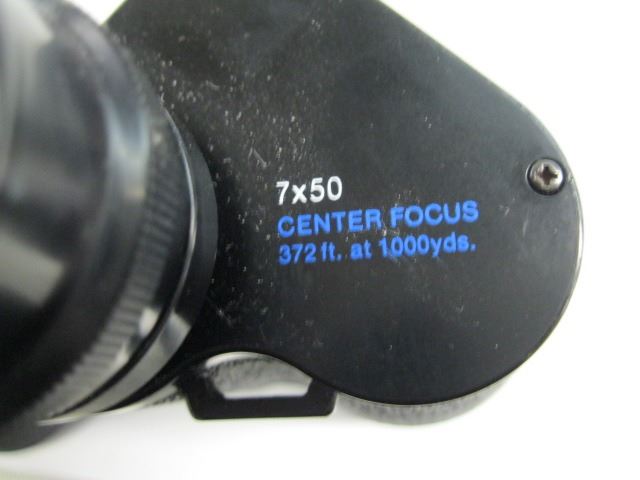 7x50
CENTER FOCUS
372 ft. at 1000yds.